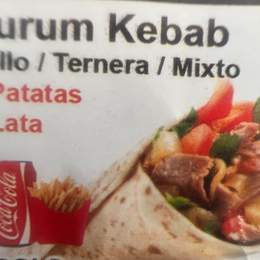 urum Kebab
llo / Ternera / Mixto
Patatas
Lata
Coca-Cola